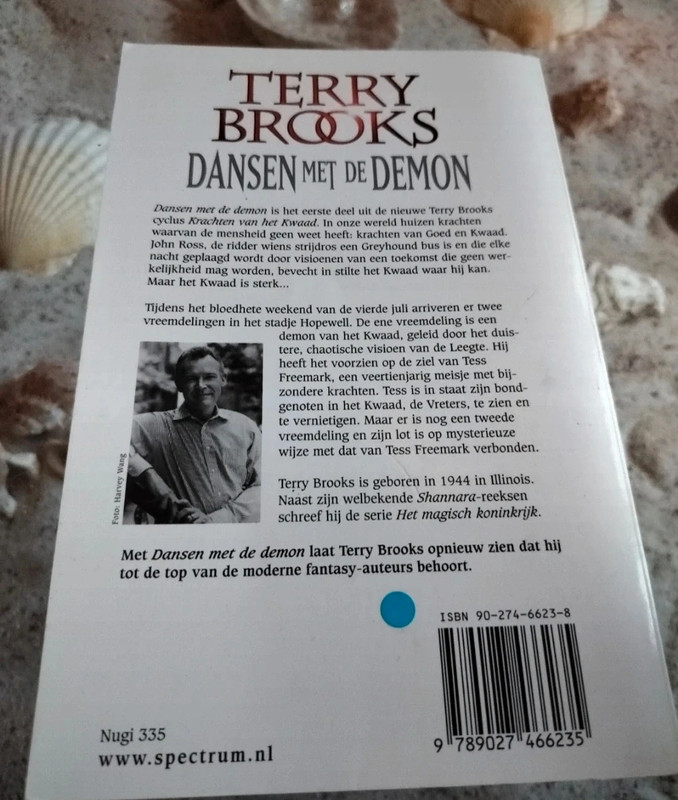 TERRY
BROOKS
DANSEN MET DE DEMON
Dansen met de demon is het eerste deel uit de nieuwe Terry Brooks
cyclus Krachten van het Kwaad. In onze wereld huizen krachten
waarvan de mensheid geen weet heeft: krachten van Goed en Kwaad.
John Ross, de ridder wiens strijdros een Greyhound bus is en die elke
nacht geplaagd wordt door visioenen van een toekomst die geen wer-
kelijkheid mag worden, bevecht in stilte het Kwaad waar hij kan.
Maar het Kwaad is sterk...
Tijdens het bloedhete weekend van de vierde juli arriveren er twee
vreemdelingen in het stadje Hopewell. De ene vreemdeling is een
demon van het Kwaad, geleid door het duis-
tere, chaotische visioen van de Leegte. Hij
heeft het voorzien op de ziel van Tess
Freemark, een veertienjarig meisje met bij-
zondere krachten. Tess is in staat zijn bond-
genoten in het Kwaad, de Vreters, te zien en
te vernietigen. Maar er is nog een tweede
vreemdeling en zijn lot is op mysterieuze
wijze met dat van Tess Freemark verbonden.
Foto: Harvey Wang
Terry Brooks is geboren in 1944 in Illinois.
Naast zijn welbekende Shannara-reeksen
schreef hij de serie Het magisch koninkrijk.
Met Dansen met de demon laat Terry Brooks opnieuw zien dat hij
tot de top van de moderne fantasy-auteurs behoort.
ISBN 90-274-6623-8
9 789027 466235
Nugi 335
www.spectrum.nl